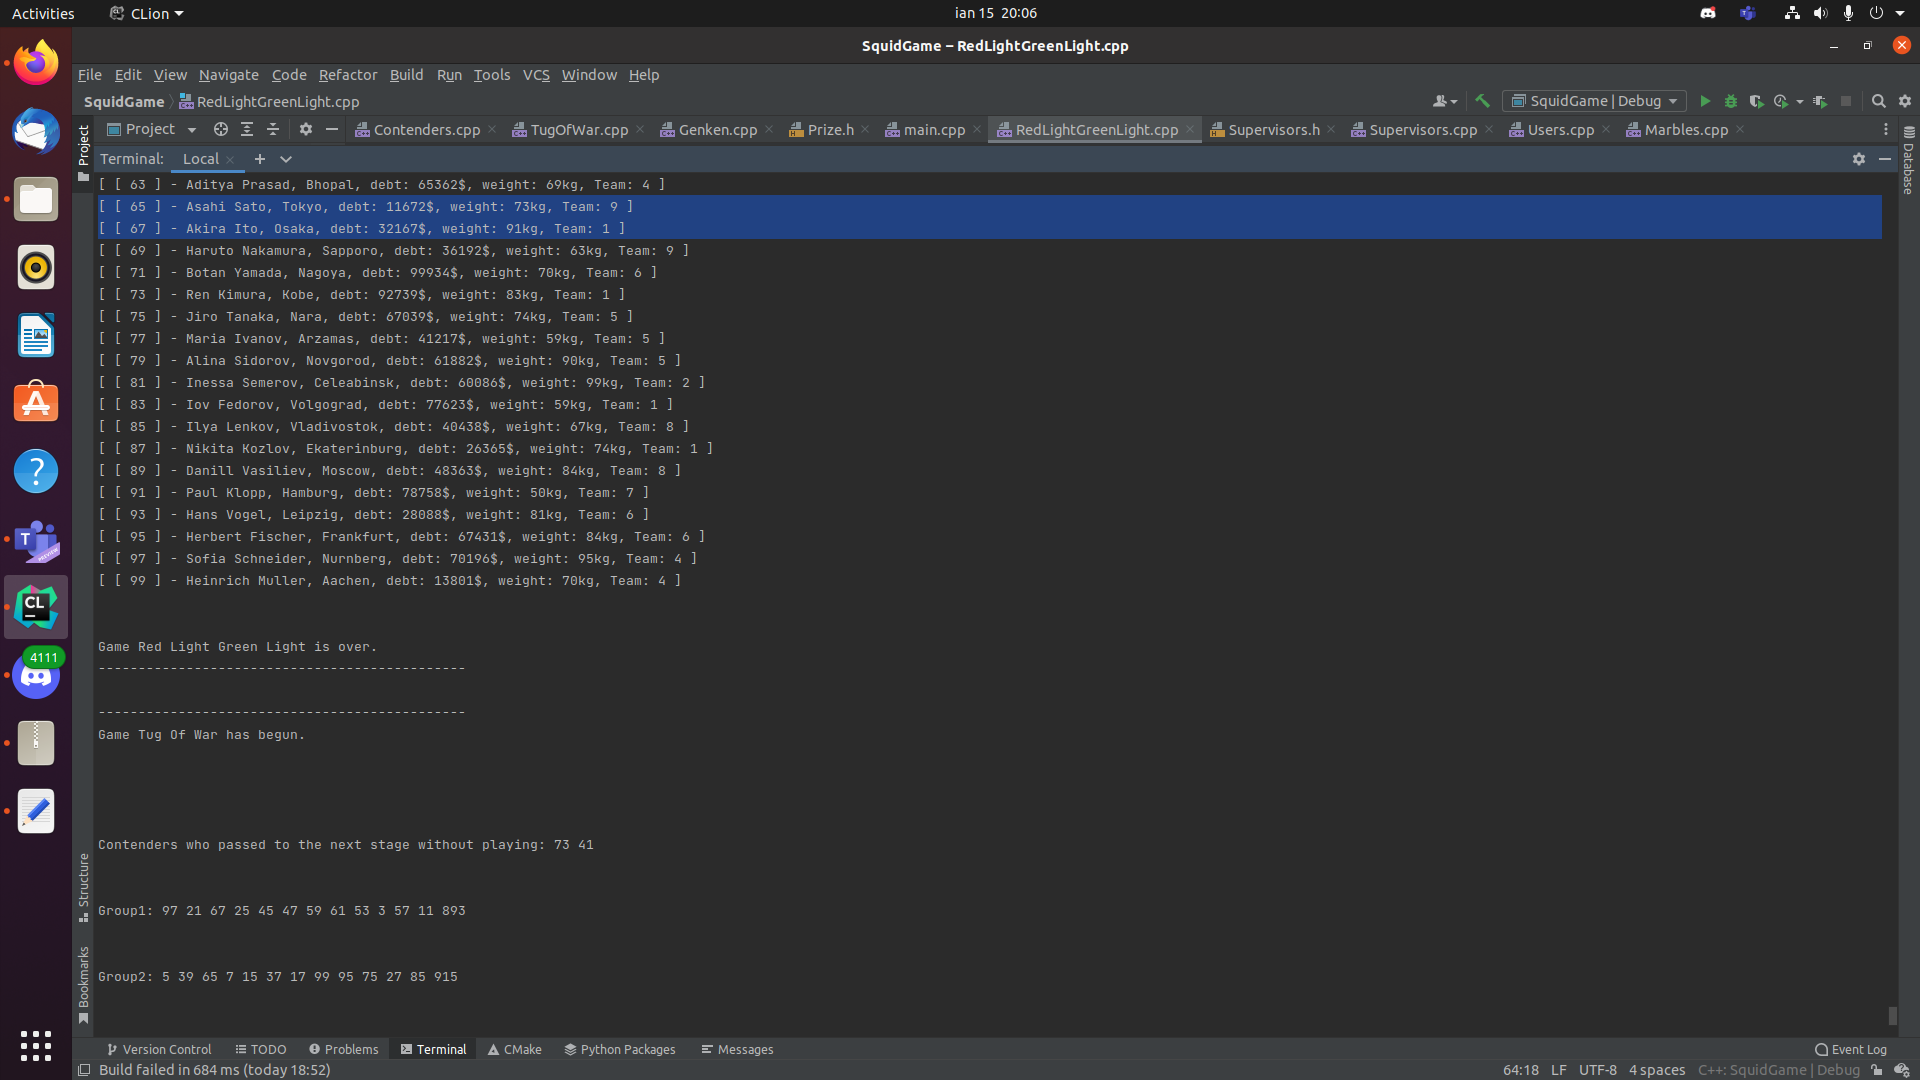 Activities CLion ian 15 20:06
SquidGame – RedLightGreenLight.cpp
File Edit View Navigate Code Refactor Build Run Tools VCS Window Help
SquidGame RedLightGreenLight.cpp SquidGame | Debug
Project Contenders.cpp TugOfWar.cpp Genken.cpp Prize.h main.cpp RedLightGreenLight.cpp Supervisors.h Supervisors.cpp Users.cpp Marbles.cpp
Project
Database
Terminal: Local
[ [ 63 ] - Aditya Prasad, Bhopal, debt: 65362$, weight: 69kg, Team: 4 ]
[ [ 65 ] - Asahi Sato, Tokyo, debt: 11672$, weight: 73kg, Team: 9 ]
[ [ 67 ] - Akira Ito, Osaka, debt: 32167$, weight: 91kg, Team: 1 ]
[ [ 69 ] - Haruto Nakamura, Sapporo, debt: 36192$, weight: 63kg, Team: 9 ]
[ [ 71 ] - Botan Yamada, Nagoya, debt: 99934$, weight: 70kg, Team: 6 ]
[ [ 73 ] - Ren Kimura, Kobe, debt: 92739$, weight: 83kg, Team: 1 ]
[ [ 75 ] - Jiro Tanaka, Nara, debt: 67039$, weight: 74kg, Team: 5 ]
[ [ 77 ] - Maria Ivanov, Arzamas, debt: 41217$, weight: 59kg, Team: 5 ]
[ [ 79 ] - Alina Sidorov, Novgorod, debt: 61882$, weight: 90kg, Team: 5 ]
[ [ 81 ] - Inessa Semerov, Celeabinsk, debt: 60086$, weight: 99kg, Team: 2 ]
[ [ 83 ] - Iov Fedorov, Volgograd, debt: 77623$, weight: 59kg, Team: 1 ]
[ [ 85 ] - Ilya Lenkov, Vladivostok, debt: 40438$, weight: 67kg, Team: 8 ]
[ [ 87 ] - Nikita Kozlov, Ekaterinburg, debt: 26365$, weight: 74kg, Team: 1 ]
[ [ 89 ] - Danill Vasiliev, Moscow, debt: 48363$, weight: 84kg, Team: 8 ]
[ [ 91 ] - Paul Klopp, Hamburg, debt: 78758$, weight: 50kg, Team: 7 ]
[ [ 93 ] - Hans Vogel, Leipzig, debt: 28088$, weight: 81kg, Team: 6 ]
[ [ 95 ] - Herbert Fischer, Frankfurt, debt: 67431$, weight: 84kg, Team: 6 ]
[ [ 97 ] - Sofia Schneider, Nurnberg, debt: 70196$, weight: 95kg, Team: 4 ]
[ [ 99 ] - Heinrich Muller, Aachen, debt: 13801$, weight: 70kg, Team: 4 ]
Game Red Light Green Light is over.
----------------------------------------------
----------------------------------------------
Game Tug Of War has begun.
Contenders who passed to the next stage without playing: 73 41
Group1: 97 21 67 25 45 47 59 61 53 3 57 11 893
Group2: 5 39 65 7 15 37 17 99 95 75 27 85 915
Structure
Bookmarks
CL
4111
Version Control TODO Problems Terminal CMake Python Packages Messages Event Log
Build failed in 684 ms (today 18:52) 64:18 LF UTF-8 4 spaces C++: SquidGame | Debug